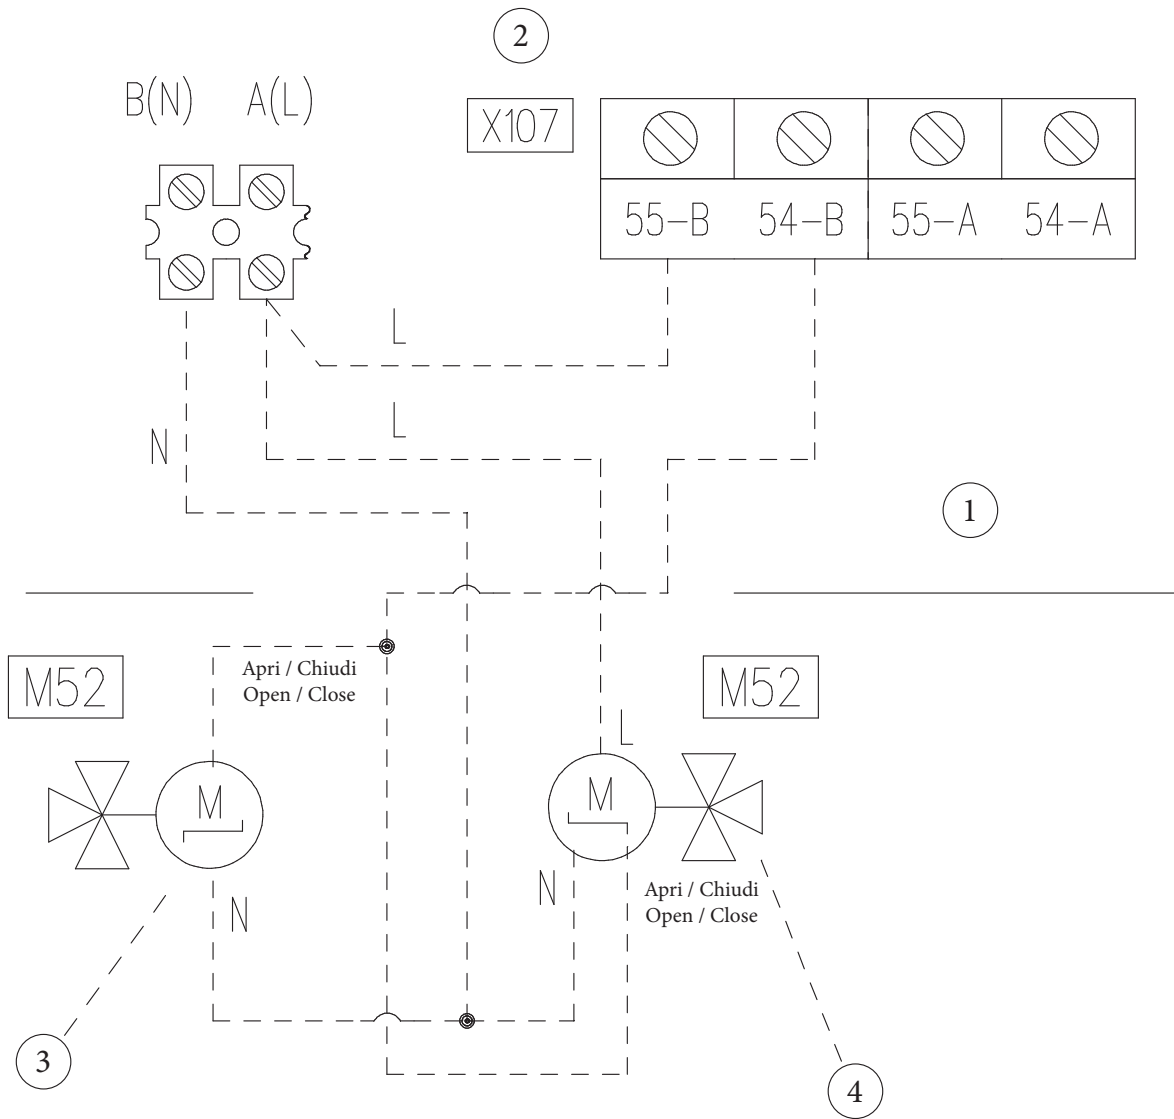 2
B(N) A(L)
X107
55-B 54-B 55-A 54-A
L
L
N
1
Apri / Chiudi
Open / Close
M52
M52
L
M
M
N
N
Apri / Chiudi
Open / Close
3
4